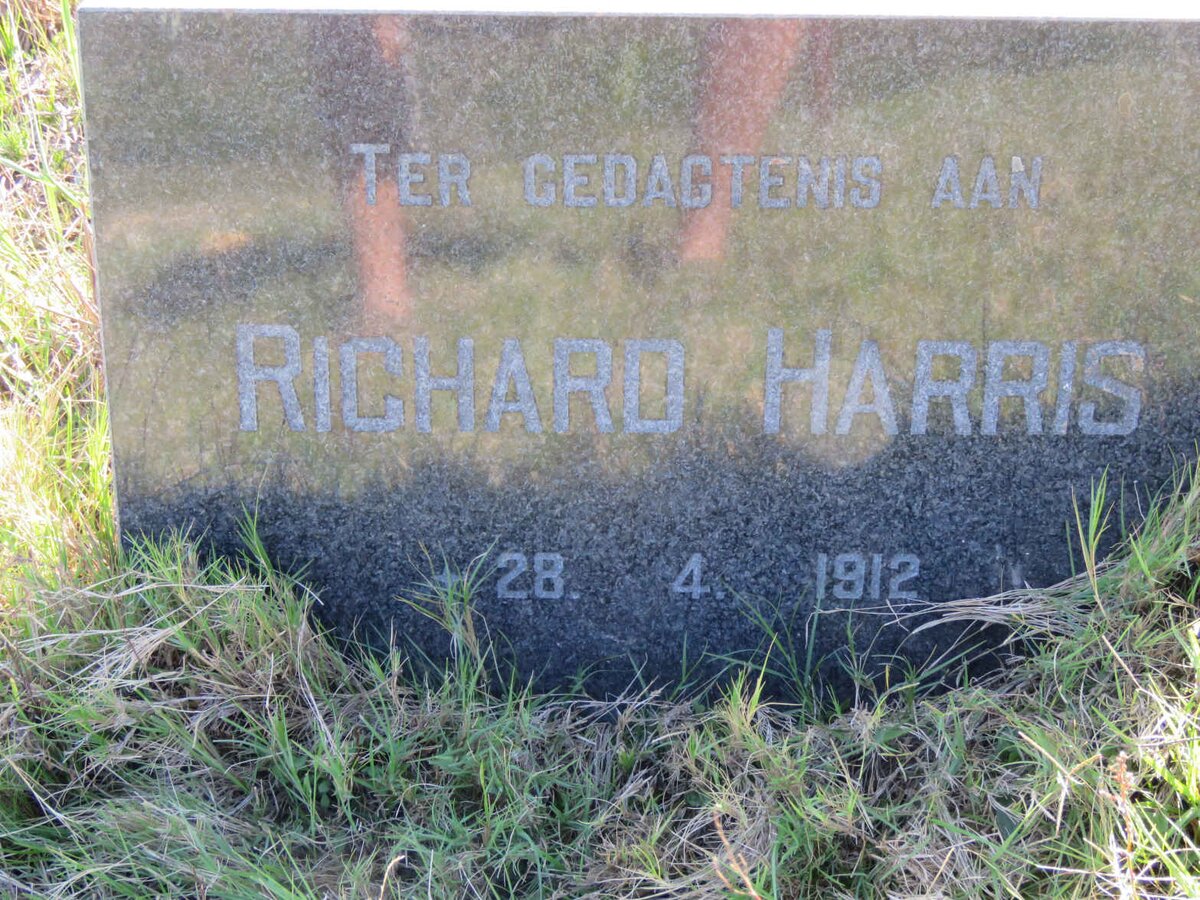 TER GEDAGTENIS AAN
RICHARD HARRIS
28. 4. 1912